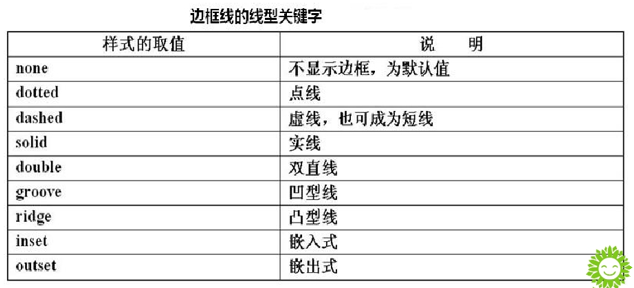 边框线的线型关键字
样式的取值 说 明
none 不显示边框，为默认值
dotted 点线
dashed 虚线，也可成为短线
solid 实线
double 双直线
groove 凹型线
ridge 凸型线
inset 嵌入式
outset 嵌出式